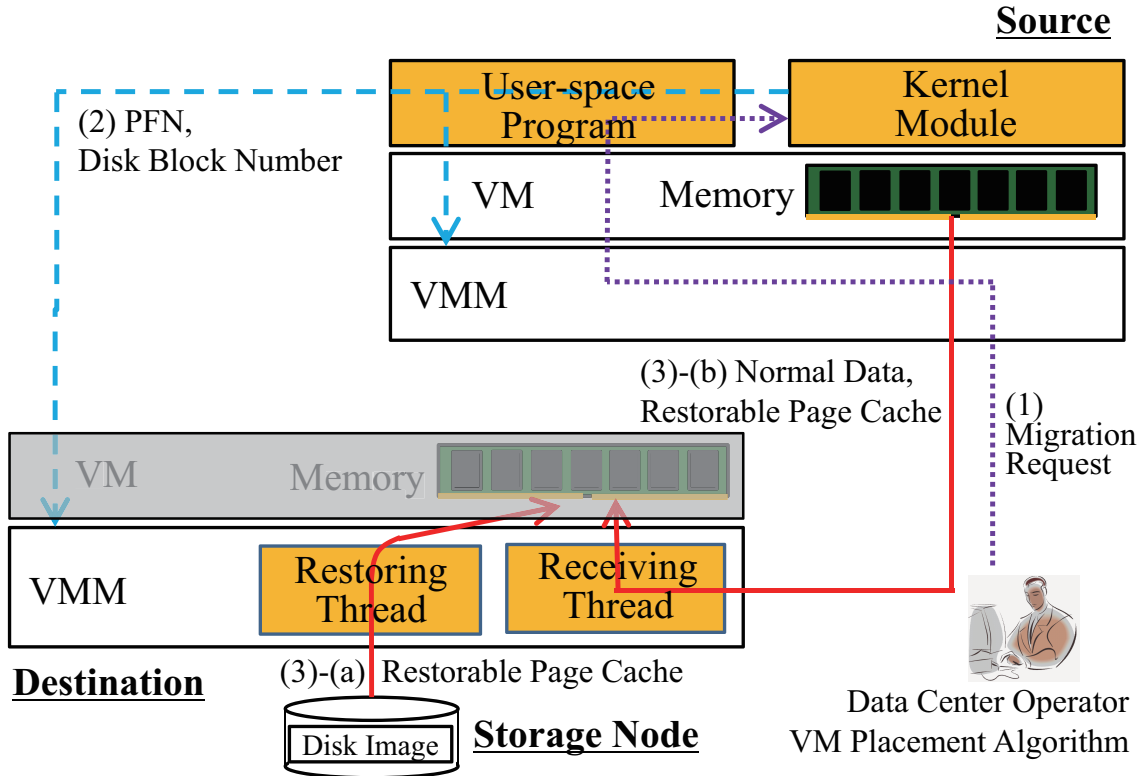 Source
User-space
Program
Kernel
Module
(2) PFN,
Disk Block Number
VM
Memory
VMM
(3)-(b) Normal Data,
Restorable Page Cache
(1)
Migration
Request
VM
Memory
VMM
Restoring
Thread
Receiving
Thread
Destination
(3)-(a) Restorable Page Cache
Disk Image
Storage Node
Data Center Operator
VM Placement Algorithm